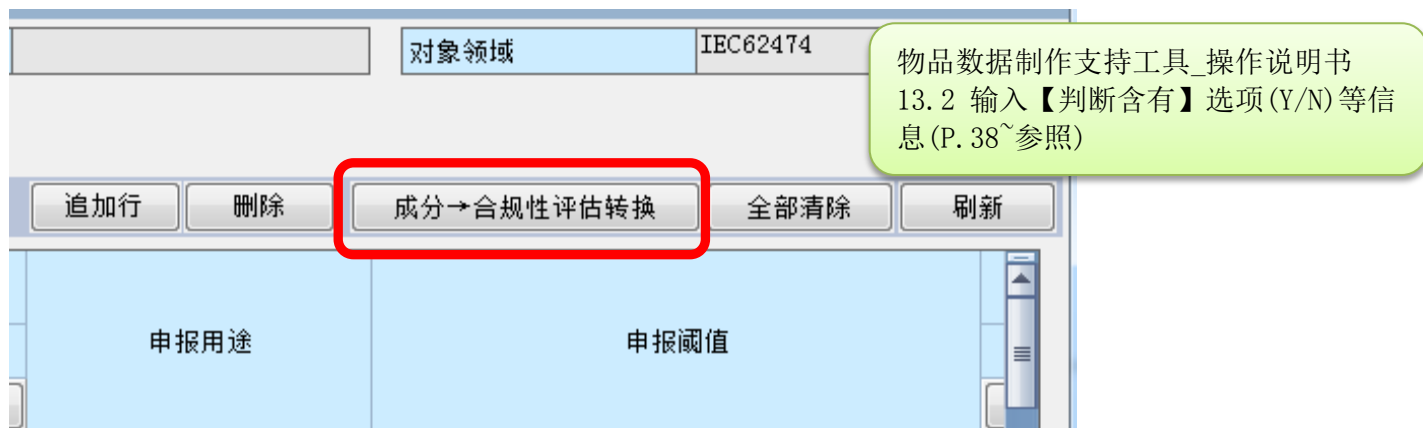 对象领域
IEC62474
物品数据制作支持工具_操作说明书
13.2 输入【判断含有】选项(Y/N)等信
息(P.38~参照)
追加行
删除
成分→合规性评估转换
全部清除
刷新
申报用途
申报阈值